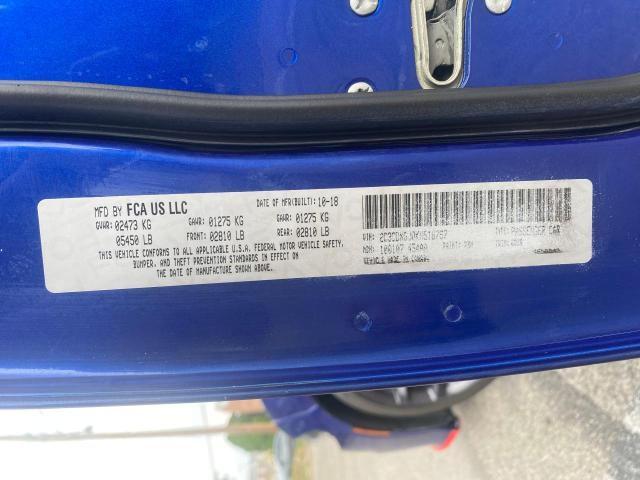 MFD BY FCA US LLC
DATE OF MFR(BUILT) 10-18
GVWR: 02473 KG GAWR: 01275 KG GAWR: 01275 KG
05450 LB FRONT: 02810 LB REAR: 02810 LB
THIS VEHICLE CONFORMS TO ALL APPLICABLE U.S.A. FEDERAL MOTOR VEHICLE SAFETY,
BUMPER, AND THEFT PREVENTION STANDARDS IN EFFECT ON
THE DATE OF MANUFACTURE SHOWN ABOVE.
VIN: TYPE: PASSENGER CAR
MDH: PAINT: TRIM:
VEHICLE MADE IN CANADA